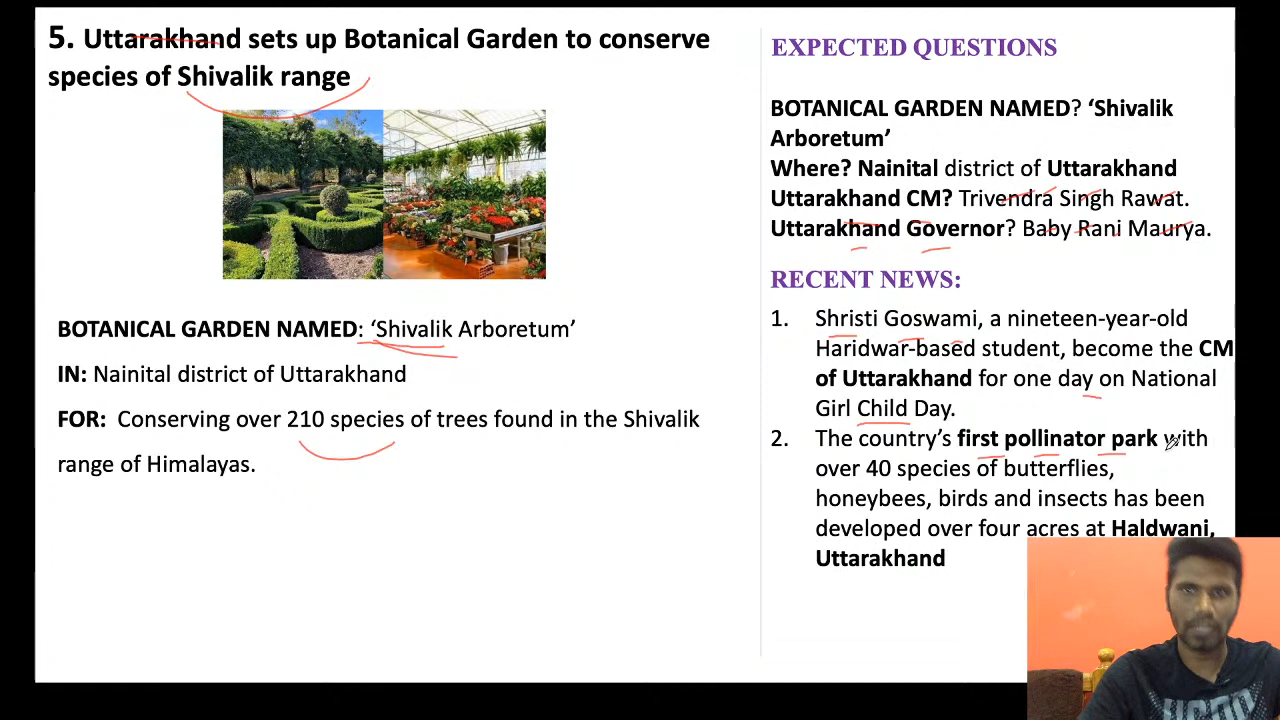 5. Uttarakhand sets up Botanical Garden to conserve
species of Shivalik range
BOTANICAL GARDEN NAMED: ‘Shivalik Arboretum’
IN: Nainital district of Uttarakhand
FOR: Conserving over 210 species of trees found in the Shivalik
range of Himalayas.
EXPECTED QUESTIONS
BOTANICAL GARDEN NAMED? ‘Shivalik
Arboretum’
Where? Nainital district of Uttarakhand
Uttarakhand CM? Trivendra Singh Rawat.
Uttarakhand Governor? Baby Rani Maurya.
RECENT NEWS:
1. Shristi Goswami, a nineteen-year-old
Haridwar-based student, become the CM
of Uttarakhand for one day on National
Girl Child Day.
2. The country’s first pollinator park with
over 40 species of butterflies,
honeybees, birds and insects has been
developed over four acres at Haldwani,
Uttarakhand